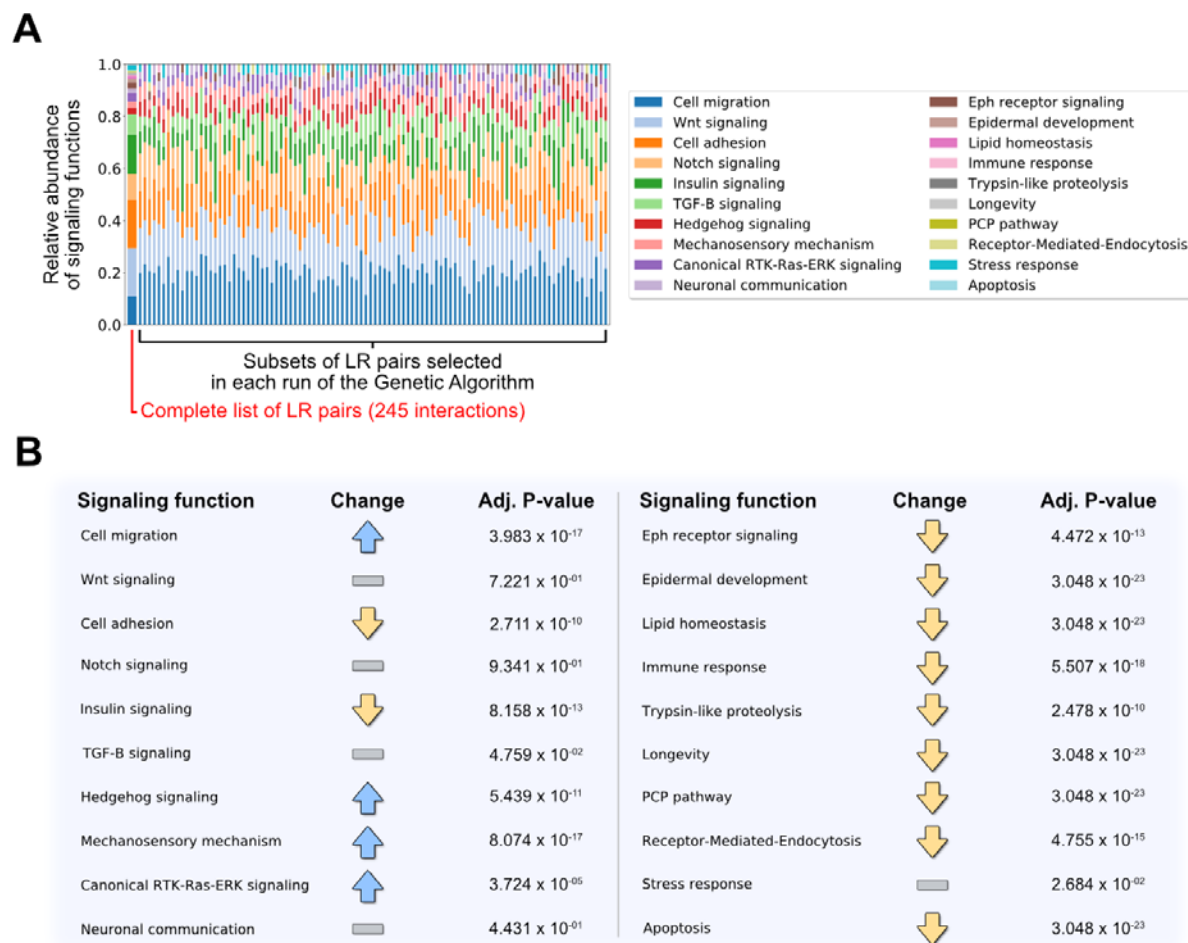 A
Relative abundance
of signaling functions
1.0
0.8
0.6
0.4
0.2
0.0
Subsets of LR pairs selected
in each run of the Genetic Algorithm
Complete list of LR pairs (245 interactions)
Cell migration
Wnt signaling
Cell adhesion
Notch signaling
Insulin signaling
TGF-B signaling
Hedgehog signaling
Mechanosensory mechanism
Canonical RTK-Ras-ERK signaling
Neuronal communication
Eph receptor signaling
Epidermal development
Lipid homeostasis
Immune response
Trypsin-like proteolysis
Longevity
PCP pathway
Receptor-Mediated-Endocytosis
Stress response
Apoptosis
B
Signaling function Change Adj. P-value
Cell migration 3.983 x 10⁻¹⁷
Wnt signaling 7.221 x 10⁻⁰¹
Cell adhesion 2.711 x 10⁻¹⁰
Notch signaling 9.341 x 10⁻⁰¹
Insulin signaling 8.158 x 10⁻¹³
TGF-B signaling 4.759 x 10⁻⁰²
Hedgehog signaling 5.439 x 10⁻¹¹
Mechanosensory mechanism 8.074 x 10⁻¹⁷
Canonical RTK-Ras-ERK signaling 3.724 x 10⁻⁰⁵
Neuronal communication 4.431 x 10⁻⁰¹
Signaling function Change Adj. P-value
Eph receptor signaling 4.472 x 10⁻¹³
Epidermal development 3.048 x 10⁻²³
Lipid homeostasis 3.048 x 10⁻²³
Immune response 5.507 x 10⁻¹⁸
Trypsin-like proteolysis 2.478 x 10⁻¹⁰
Longevity 3.048 x 10⁻²³
PCP pathway 3.048 x 10⁻²³
Receptor-Mediated-Endocytosis 4.755 x 10⁻¹⁵
Stress response 2.684 x 10⁻⁰²
Apoptosis 3.048 x 10⁻²³